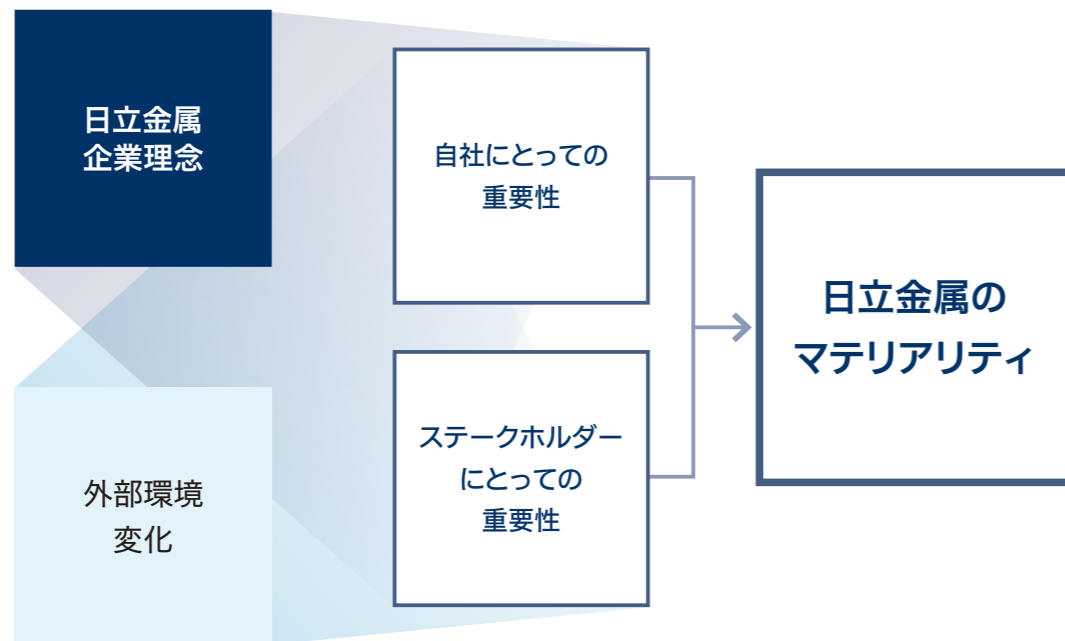 日立金属
企業理念
自社にとっての
重要性
日立金属の
マテリアリティ
ステークホルダー
にとっての
重要性
外部環境
変化